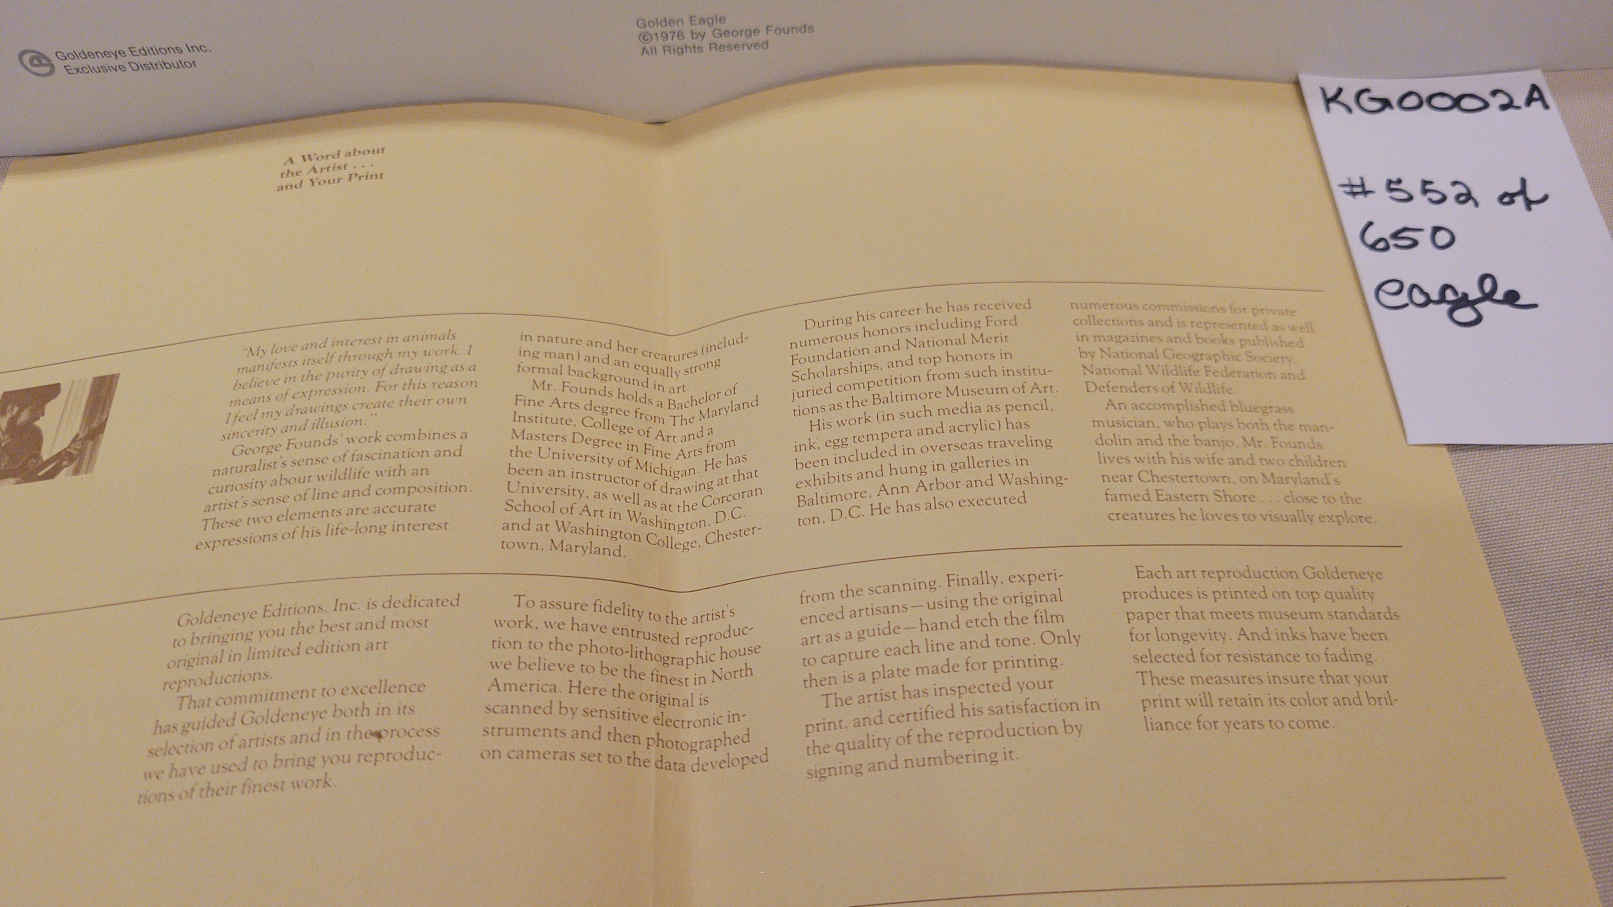 Goldeneye Editions Inc.
Exclusive Distributor
Golden Eagle
©1976 by George Founds
All Rights Reserved
KG0002A
#552 of
650
eagle
A Word about
the Artist . . .
and Your Print
"My love and interest in animals
manifests itself through my work. I
believe in the purity of drawing as a
means of expression. For this reason
I feel my drawings create their own
sincerity and illusion."
George Founds' work combines a
naturalist's sense of fascination and
curiosity about wildlife with an
artist's sense of line and composition.
These two elements are accurate
expressions of his life-long interest
in nature and her creatures (includ-
ing man) and an equally strong
formal background in art.
Mr. Founds holds a Bachelor of
Fine Arts degree from The Maryland
Institute, College of Art and a
Masters Degree in Fine Arts from
the University of Michigan. He has
been an instructor of drawing at that
University, as well as at the Corcoran
School of Art in Washington, D.C.
and at Washington College, Chester-
town, Maryland.
During his career he has received
numerous honors including Ford
Foundation and National Merit
Scholarships, and top honors in
juried competition from such institu-
tions as the Baltimore Museum of Art.
His work (in such media as pencil,
ink, egg tempera and acrylic) has
been included in overseas traveling
exhibits and hung in galleries in
Baltimore, Ann Arbor and Washing-
ton, D.C. He has also executed
numerous commissions for private
collections and is represented as well
in magazines and books published
by National Geographic Society,
National Wildlife Federation and
Defenders of Wildlife.
An accomplished bluegrass
musician, who plays both the man-
dolin and the banjo, Mr. Founds
lives with his wife and two children
near Chestertown, on Maryland's
famed Eastern Shore . . . close to the
creatures he loves to visually explore.
Goldeneye Editions, Inc. is dedicated
to bringing you the best and most
original in limited edition art
reproductions.
That commitment to excellence
has guided Goldeneye both in its
selection of artists and in the process
we have used to bring you reproduc-
tions of their finest work.
To assure fidelity to the artist's
work, we have entrusted reproduc-
tion to the photo-lithographic house
we believe to be the finest in North
America. Here the original is
scanned by sensitive electronic in-
struments and then photographed
on cameras set to the data developed
from the scanning. Finally, experi-
enced artisans—using the original
art as a guide—hand etch the film
to capture each line and tone. Only
then is a plate made for printing.
The artist has inspected your
print, and certified his satisfaction in
the quality of the reproduction by
signing and numbering it.
Each art reproduction Goldeneye
produces is printed on top quality
paper that meets museum standards
for longevity. And inks have been
selected for resistance to fading.
These measures insure that your
print will retain its color and bril-
liance for years to come.